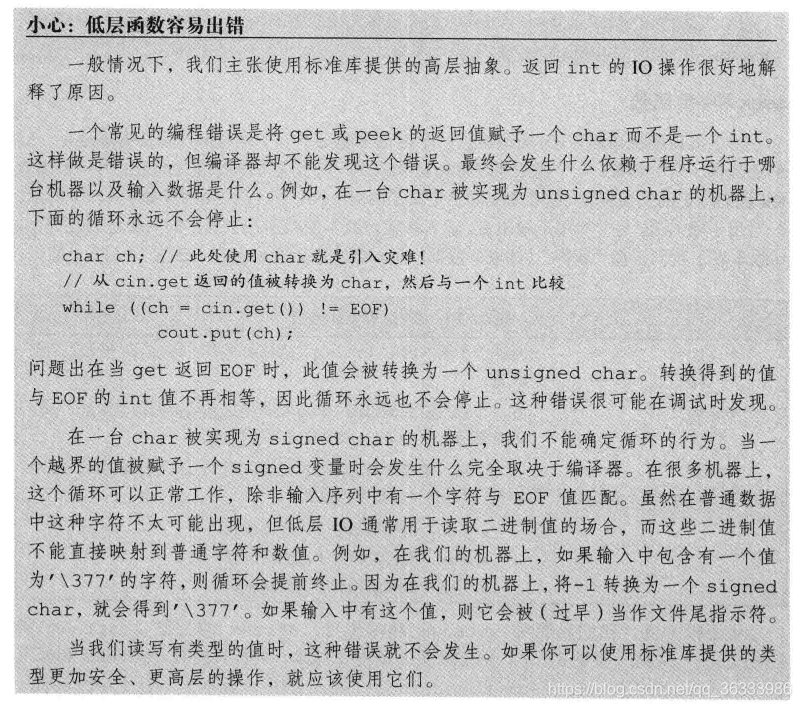 小心：低层函数容易出错
一般情况下，我们主张使用标准库提供的高层抽象。返回 int 的 IO 操作很好地解
释了原因。
一个常见的编程错误是将 get 或 peek 的返回值赋予一个 char 而不是一个 int。
这样做是错误的，但编译器却不能发现这个错误。最终会发生什么依赖于程序运行于哪
台机器以及输入数据是什么。例如，在一台 char 被实现为 unsigned char 的机器上，
下面的循环永远不会停止：
char ch; // 此处使用 char 就是引入灾难！
// 从 cin.get 返回的值被转换为 char，然后与一个 int 比较
while ((ch = cin.get()) != EOF)
cout.put(ch);
问题出在当 get 返回 EOF 时，此值会被转换为一个 unsigned char。转换得到的值
与 EOF 的 int 值不再相等，因此循环永远也不会停止。这种错误很可能在调试时发现。
在一台 char 被实现为 signed char 的机器上，我们不能确定循环的行为。当一
个越界的值被赋予一个 signed 变量时会发生什么完全取决于编译器。在很多机器上，
这个循环可以正常工作，除非输入序列中有一个字符与 EOF 值匹配。虽然在普通数据
中这种字符不太可能出现，但低层 IO 通常用于读取二进制值的场合，而这些二进制值
不能直接映射到普通字符和数值。例如，在我们的机器上，如果输入中包含有一个值
为'\377'的字符，则循环会提前终止。因为在我们的机器上，将-1 转换为一个 signed
char，就会得到'\377'。如果输入中有这个值，则它会被（过早）当作文件尾指示符。
当我们读写有类型的值时，这种错误就不会发生。如果你可以使用标准库提供的类
型更加安全、更高层的操作，就应该使用它们。
https://blog.csdn.net/qq_36333986